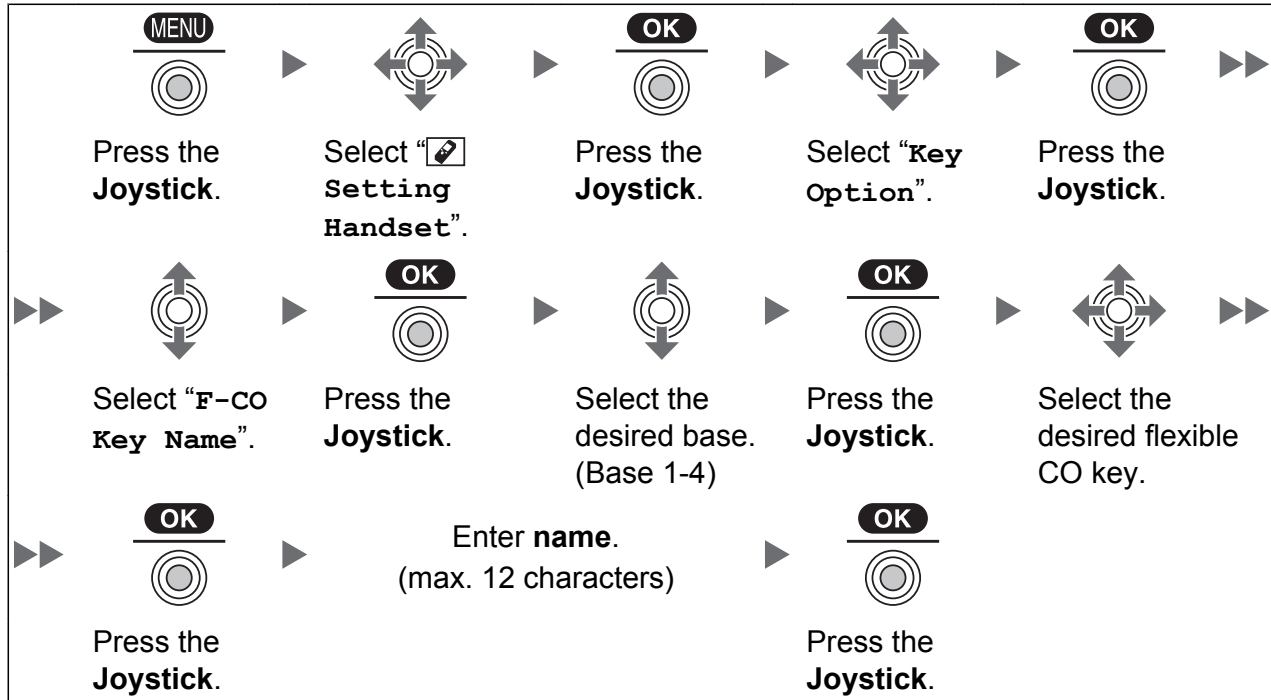 MENU
OK
OK
Press the
Joystick.
Select “
Setting
Handset”.
Press the
Joystick.
Select “Key
Option”.
Press the
Joystick.
OK
OK
Select “F-CO
Key Name”.
Press the
Joystick.
Select the
desired base.
(Base 1-4)
Press the
Joystick.
Select the
desired flexible
CO key.
OK
Press the
Joystick.
Enter name.
(max. 12 characters)
OK
Press the
Joystick.